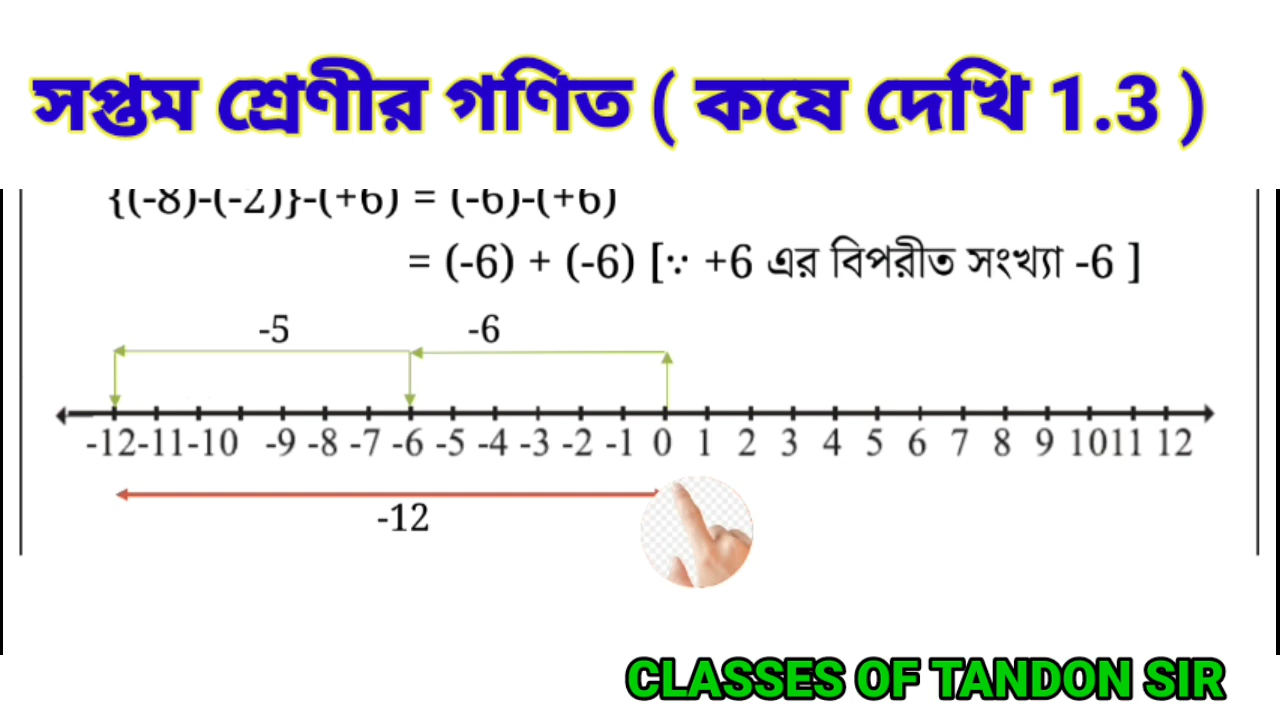 সপ্তম শ্রেণীর গণিত ( কষে দেখি 1.3 )
{(-8)-(-2)}-(+6) = (-6)-(+6)
= (-6) + (-6) [∵ +6 এর বিপরীত সংখ্যা -6 ]
-5 -6
-12 -11 -10 -9 -8 -7 -6 -5 -4 -3 -2 -1 0 1 2 3 4 5 6 7 8 9 10 11 12
-12
CLASSES OF TANDON SIR